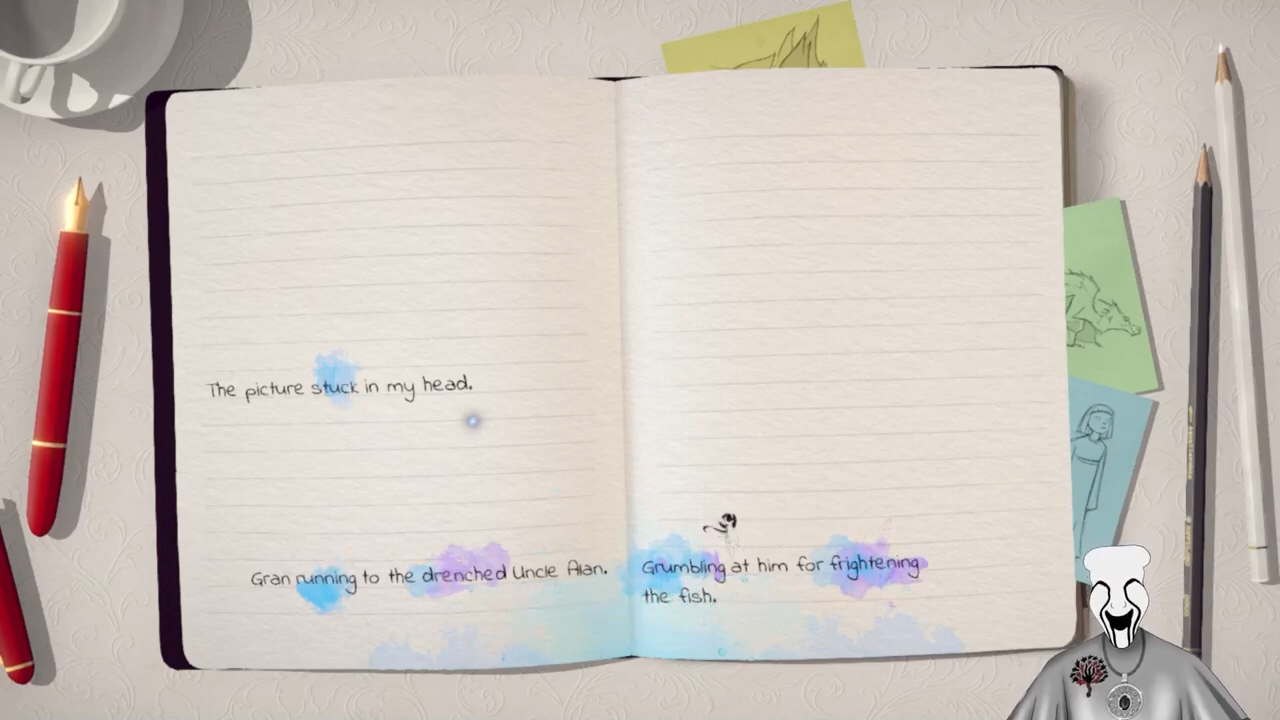 The picture stuck in my head.
Gran running to the drenched Uncle Alan.
Grumbling at him for frightening
the fish.